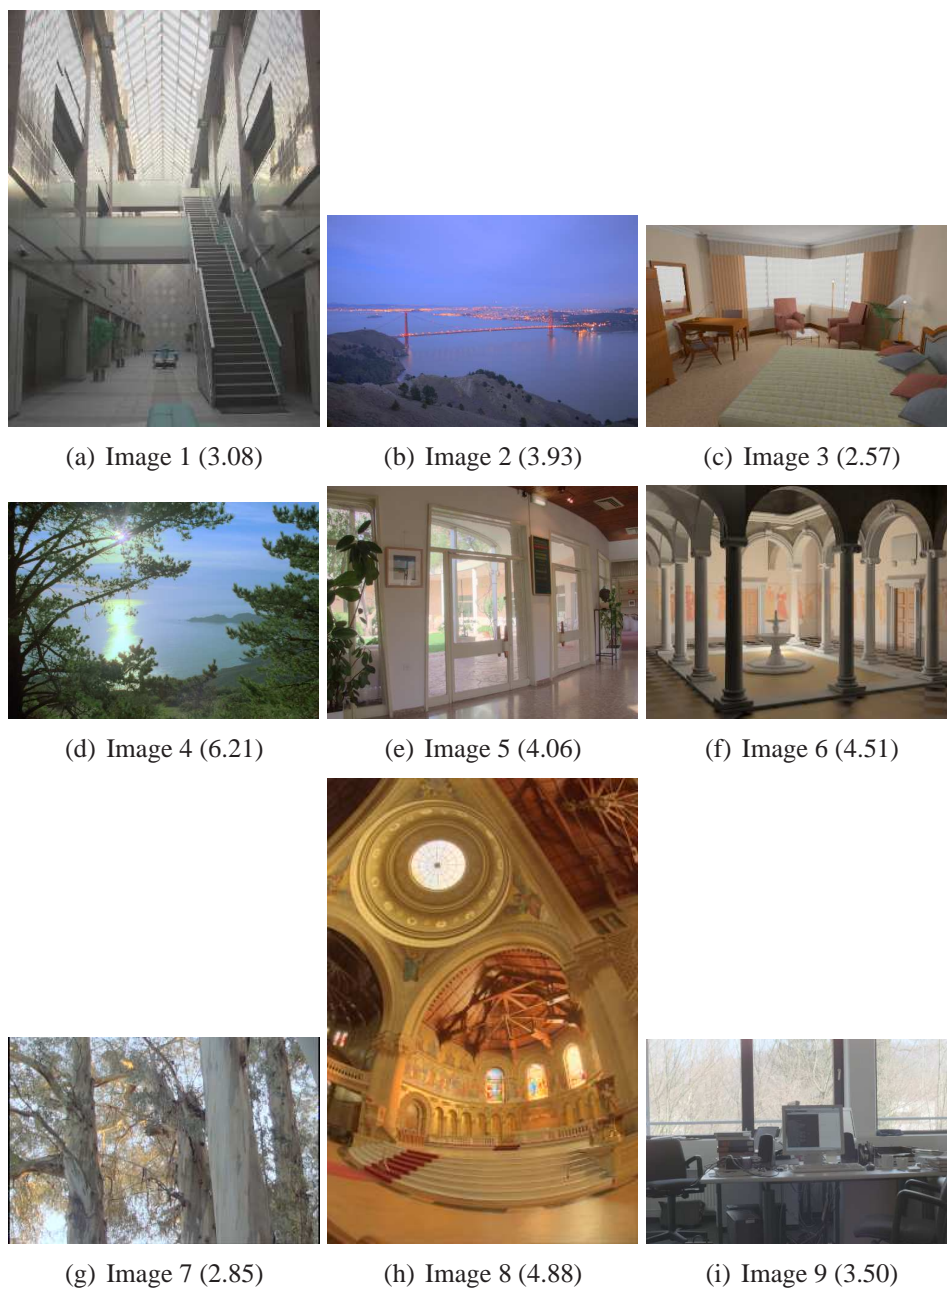 (a) Image 1 (3.08)
(b) Image 2 (3.93)
(c) Image 3 (2.57)
(d) Image 4 (6.21)
(e) Image 5 (4.06)
(f) Image 6 (4.51)
(g) Image 7 (2.85)
(h) Image 8 (4.88)
(i) Image 9 (3.50)